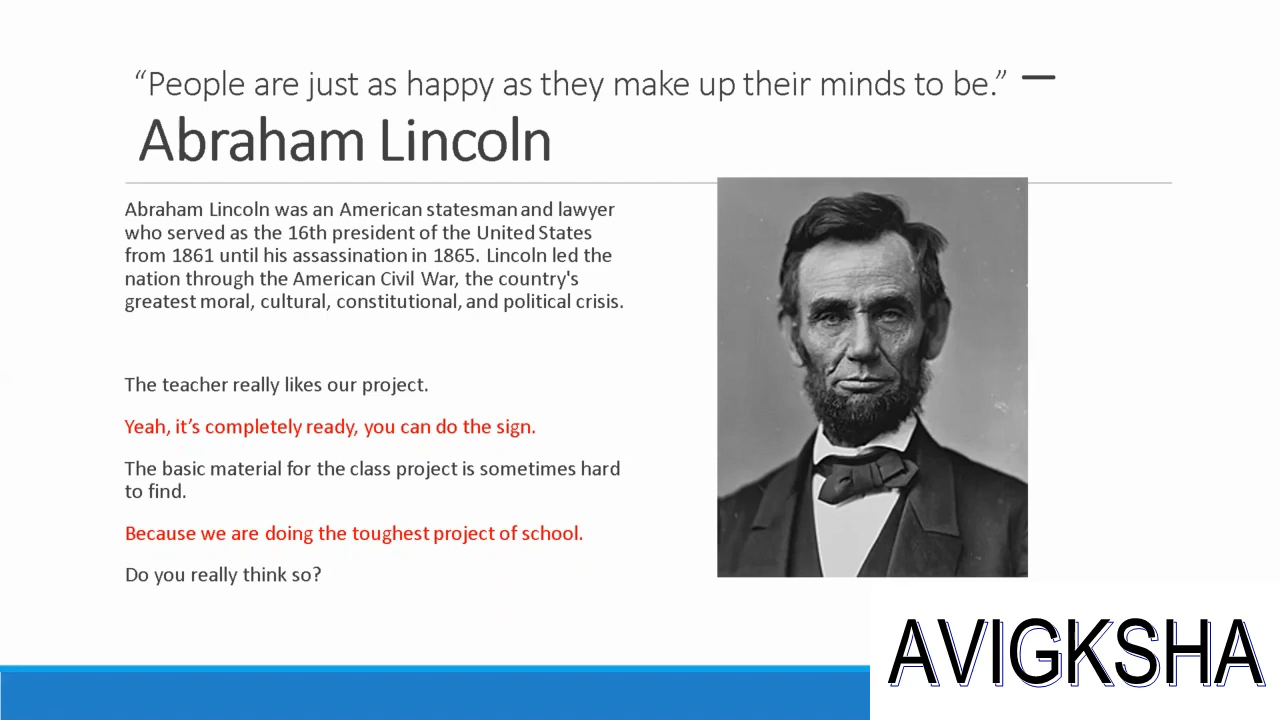 “People are just as happy as they make up their minds to be.” –
Abraham Lincoln
Abraham Lincoln was an American statesman and lawyer
who served as the 16th president of the United States
from 1861 until his assassination in 1865. Lincoln led the
nation through the American Civil War, the country's
greatest moral, cultural, constitutional, and political crisis.
The teacher really likes our project.
Yeah, it’s completely ready, you can do the sign.
The basic material for the class project is sometimes hard
to find.
Because we are doing the toughest project of school.
Do you really think so?
AVIGKSHA